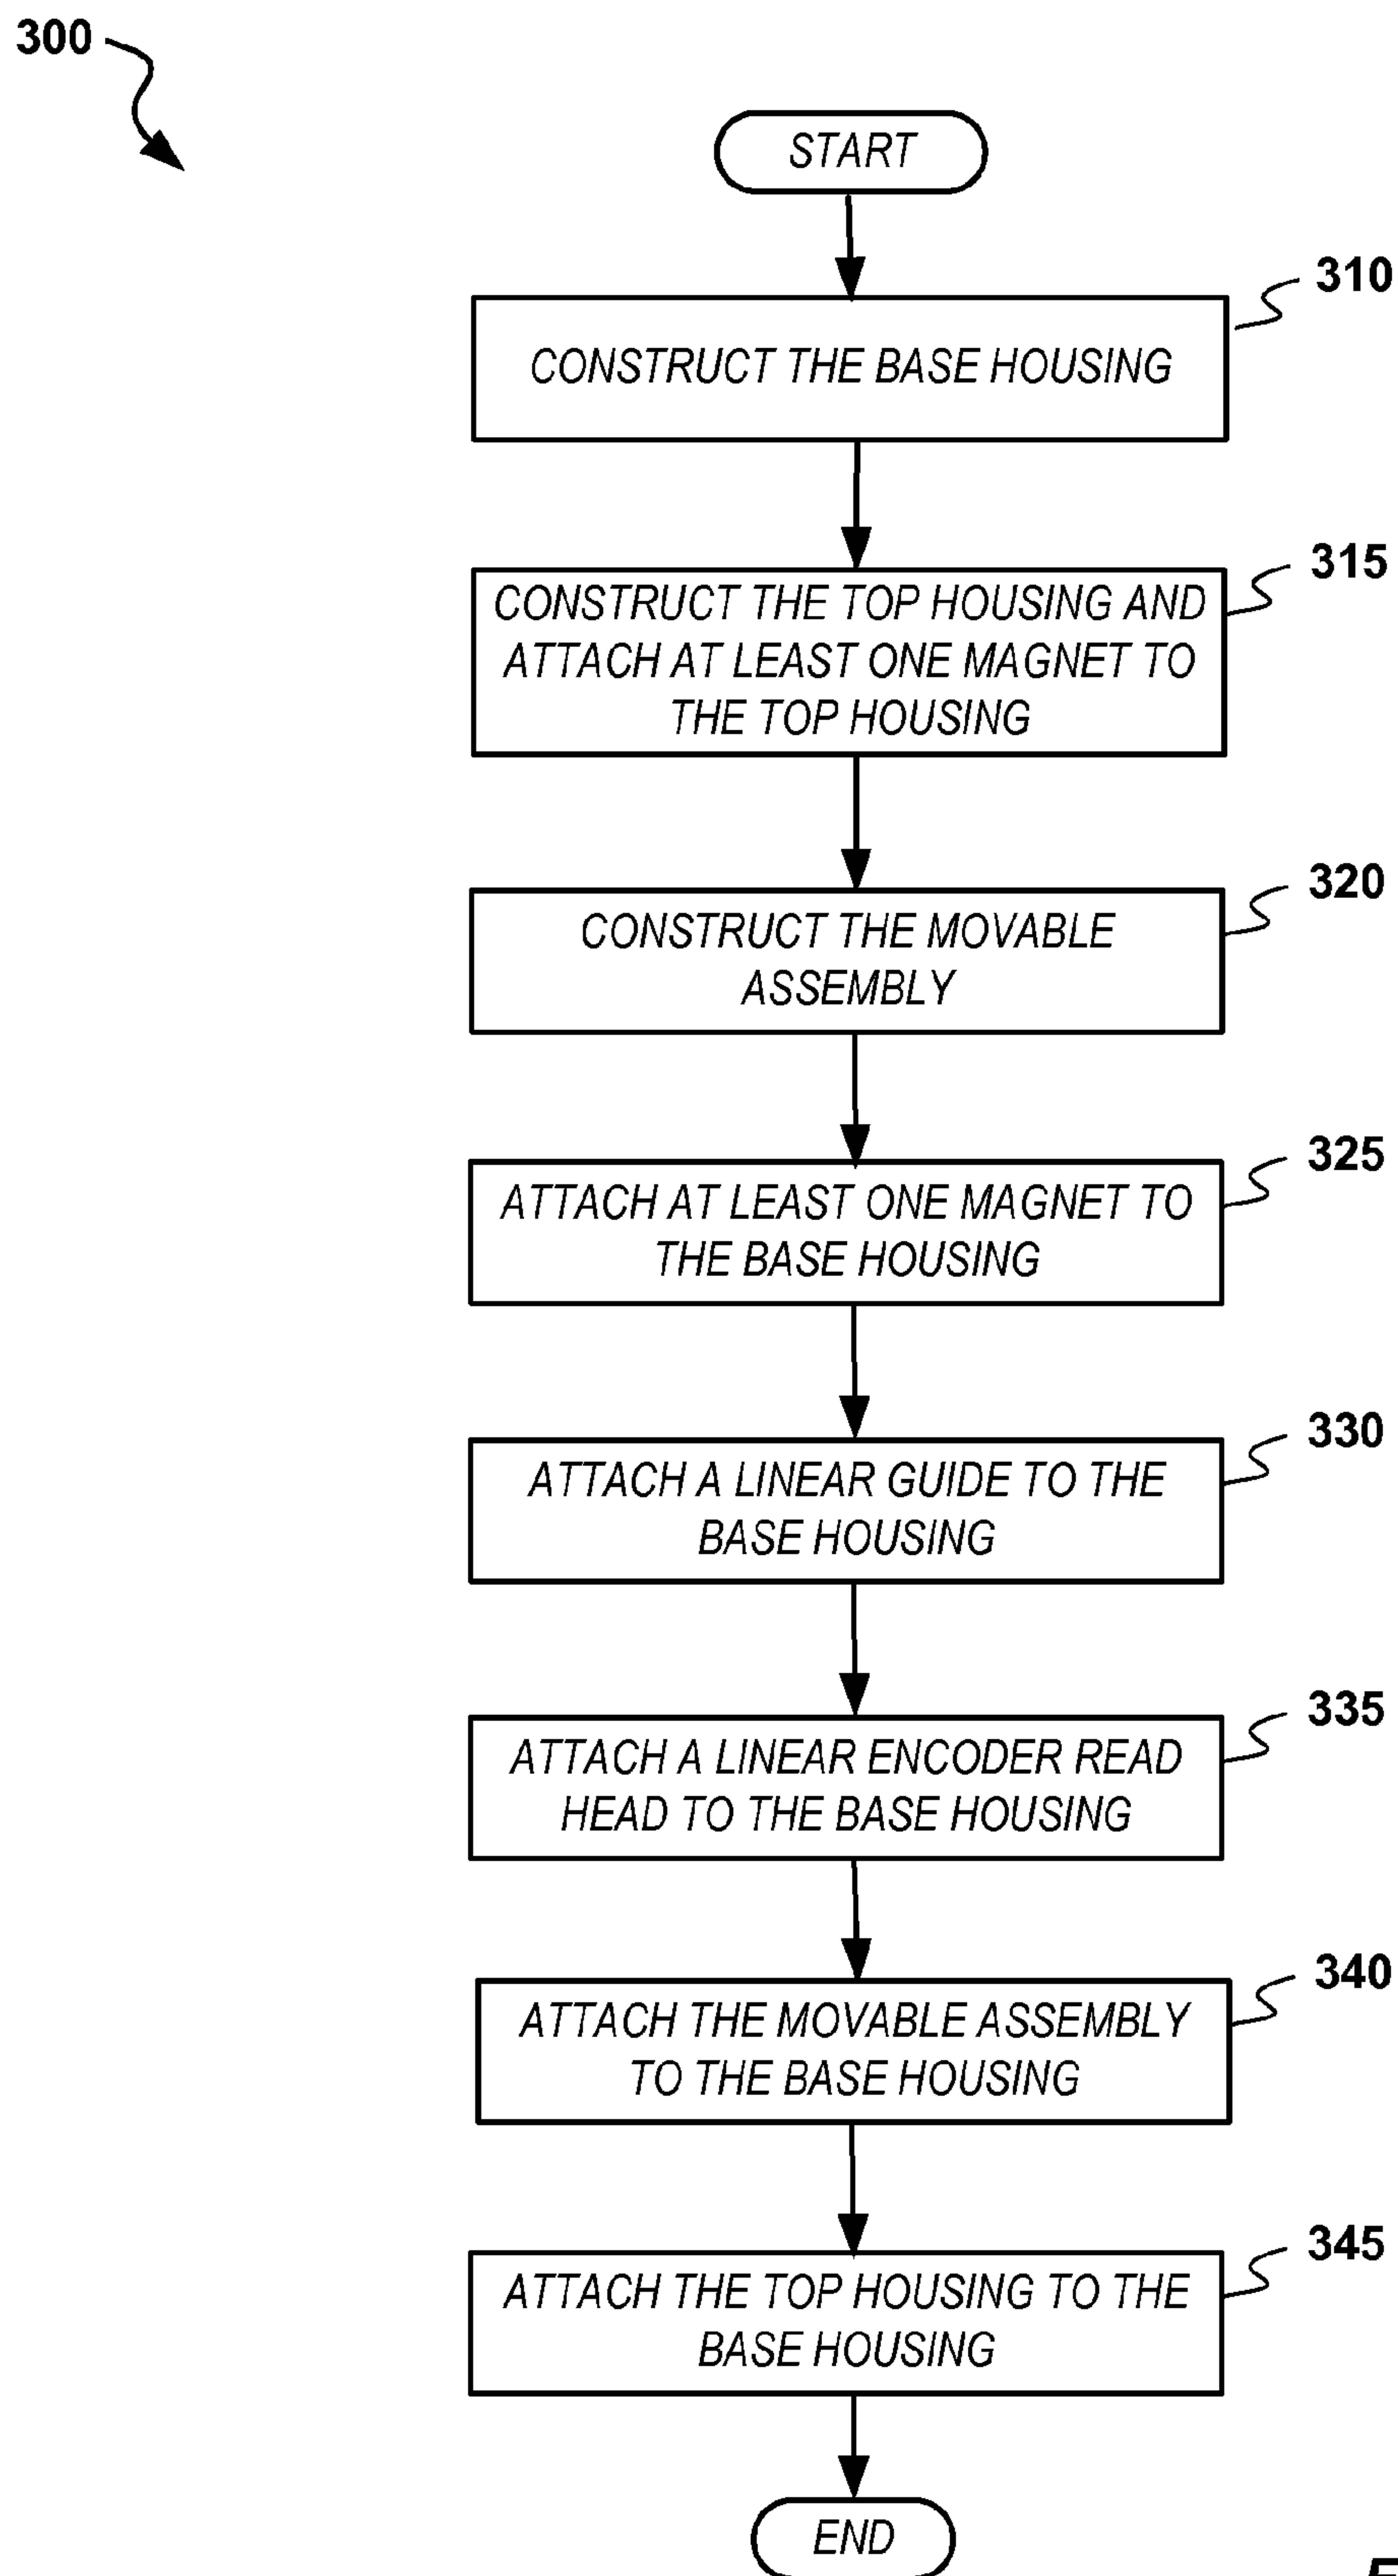 300
START
310
CONSTRUCT THE BASE HOUSING
315
CONSTRUCT THE TOP HOUSING AND
ATTACH AT LEAST ONE MAGNET TO
THE TOP HOUSING
320
CONSTRUCT THE MOVABLE
ASSEMBLY
325
ATTACH AT LEAST ONE MAGNET TO
THE BASE HOUSING
330
ATTACH A LINEAR GUIDE TO THE
BASE HOUSING
335
ATTACH A LINEAR ENCODER READ
HEAD TO THE BASE HOUSING
340
ATTACH THE MOVABLE ASSEMBLY
TO THE BASE HOUSING
345
ATTACH THE TOP HOUSING TO THE
BASE HOUSING
END